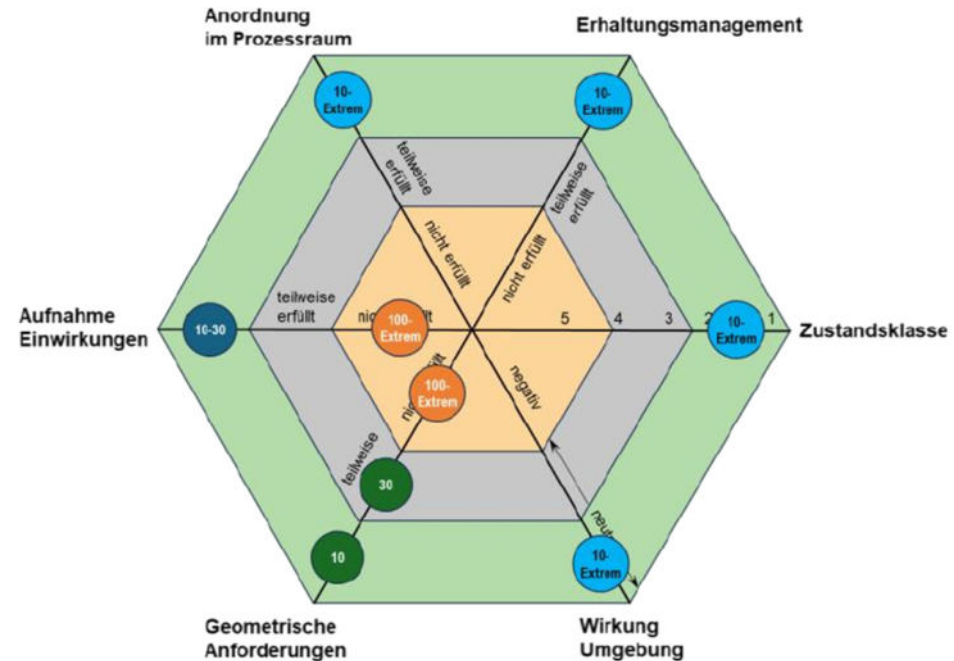 Anordnung
im Prozessraum
Erhaltungsmanagement
10-
Extrem
10-
Extrem
teilweise
erfüllt
teilweise
erfüllt
nicht erfüllt
nicht erfüllt
Aufnahme
Einwirkungen
10-30
teilweise
erfüllt
100-
Extrem
5
4
3
2
10-
Extrem
1
Zustandsklasse
100-
Extrem
negativ
teilweise
30
10
10-
Extrem
Geometrische
Anforderungen
Wirkung
Umgebung